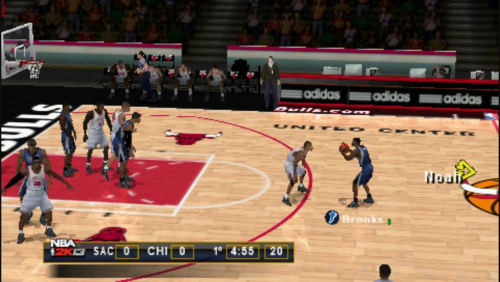 adidas adidas adidas
Bulls.com
BULLS
UNITED CENTER
Noah
Brooks
NBA 2K13 SAC 0 CHI 0 1º 4:55 20